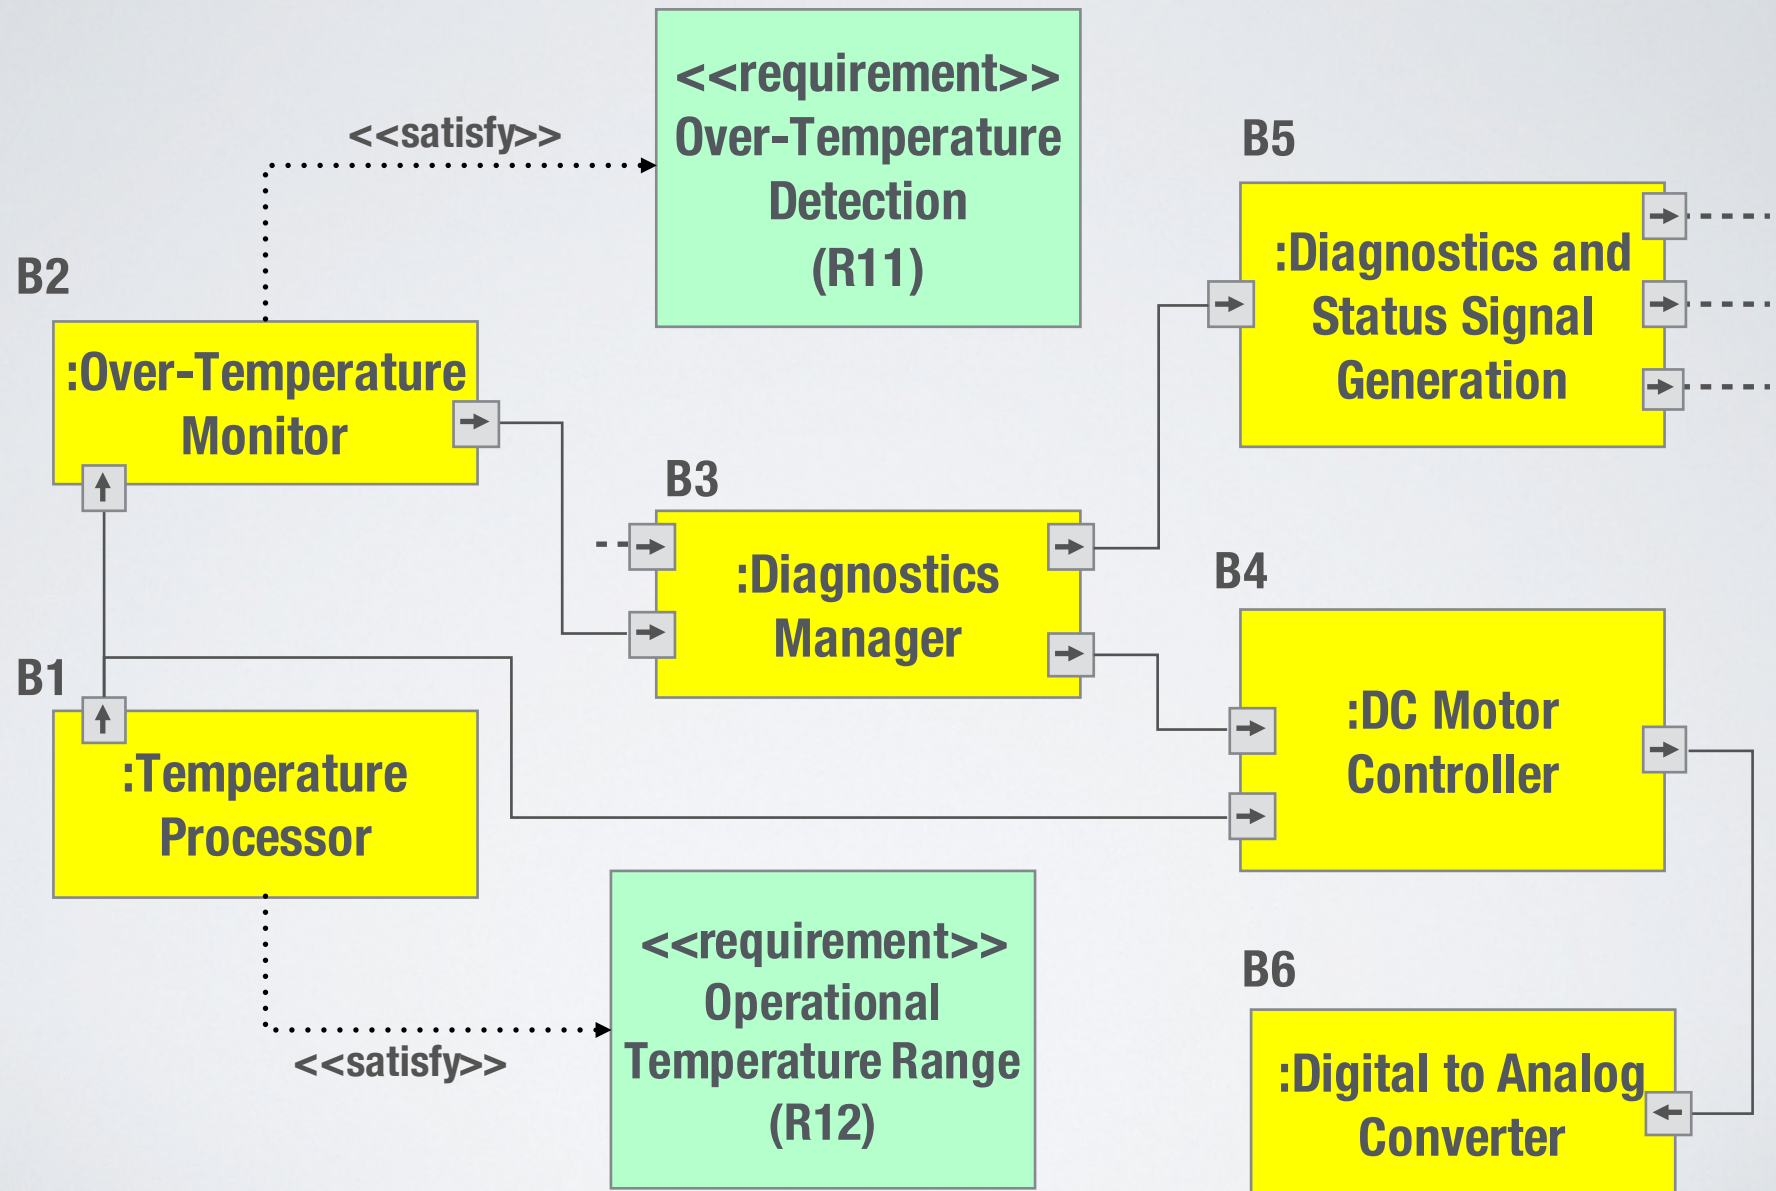 <<requirement>>
Over-Temperature
Detection
(R11)
<<satisfy>>
B5
:Diagnostics and
Status Signal
Generation
B2
:Over-Temperature
Monitor
B3
:Diagnostics
Manager
B4
:DC Motor
Controller
B1
:Temperature
Processor
<<requirement>>
Operational
Temperature Range
(R12)
<<satisfy>>
B6
:Digital to Analog
Converter